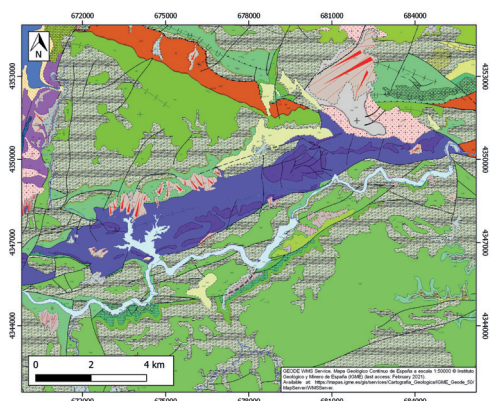 672000 675000 678000 681000 684000
N
4353000 4353000
4350000 4350000
4347000 4347000
4344000 4344000
0 2 4 km
GEODE WMS Service. Mapa Geológico Continuo de España a escala 1:50000 © Instituto
Geológico y Minero de España (IGME) (last access: February 2025).
Available at: https://mapas.igme.es/gis/services/Cartografia_Geologica/IGME_Geode_50/
MapServer/WMSServer.
672000 675000 678000 681000 684000